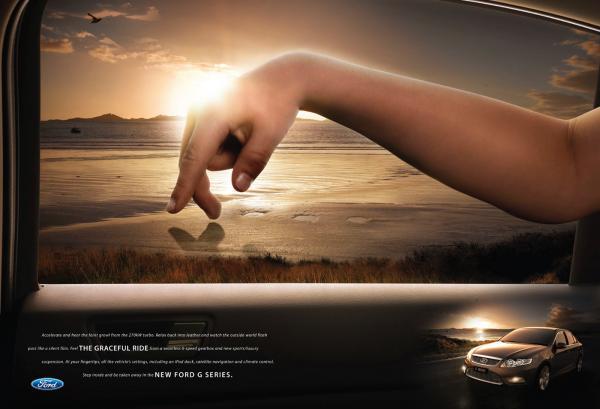 Accelerate and hear the faint growl from the 270kW turbo. Relax back into leather and watch the outside world flash
past like a silent film. Feel THE GRACEFUL RIDE from a seamless 6-speed gearbox and new sports luxury
suspension. At your fingertips, all the vehicle's settings, including an iPod dock, satellite navigation and climate control.
Step inside and be taken away in the NEW FORD G SERIES.
Ford